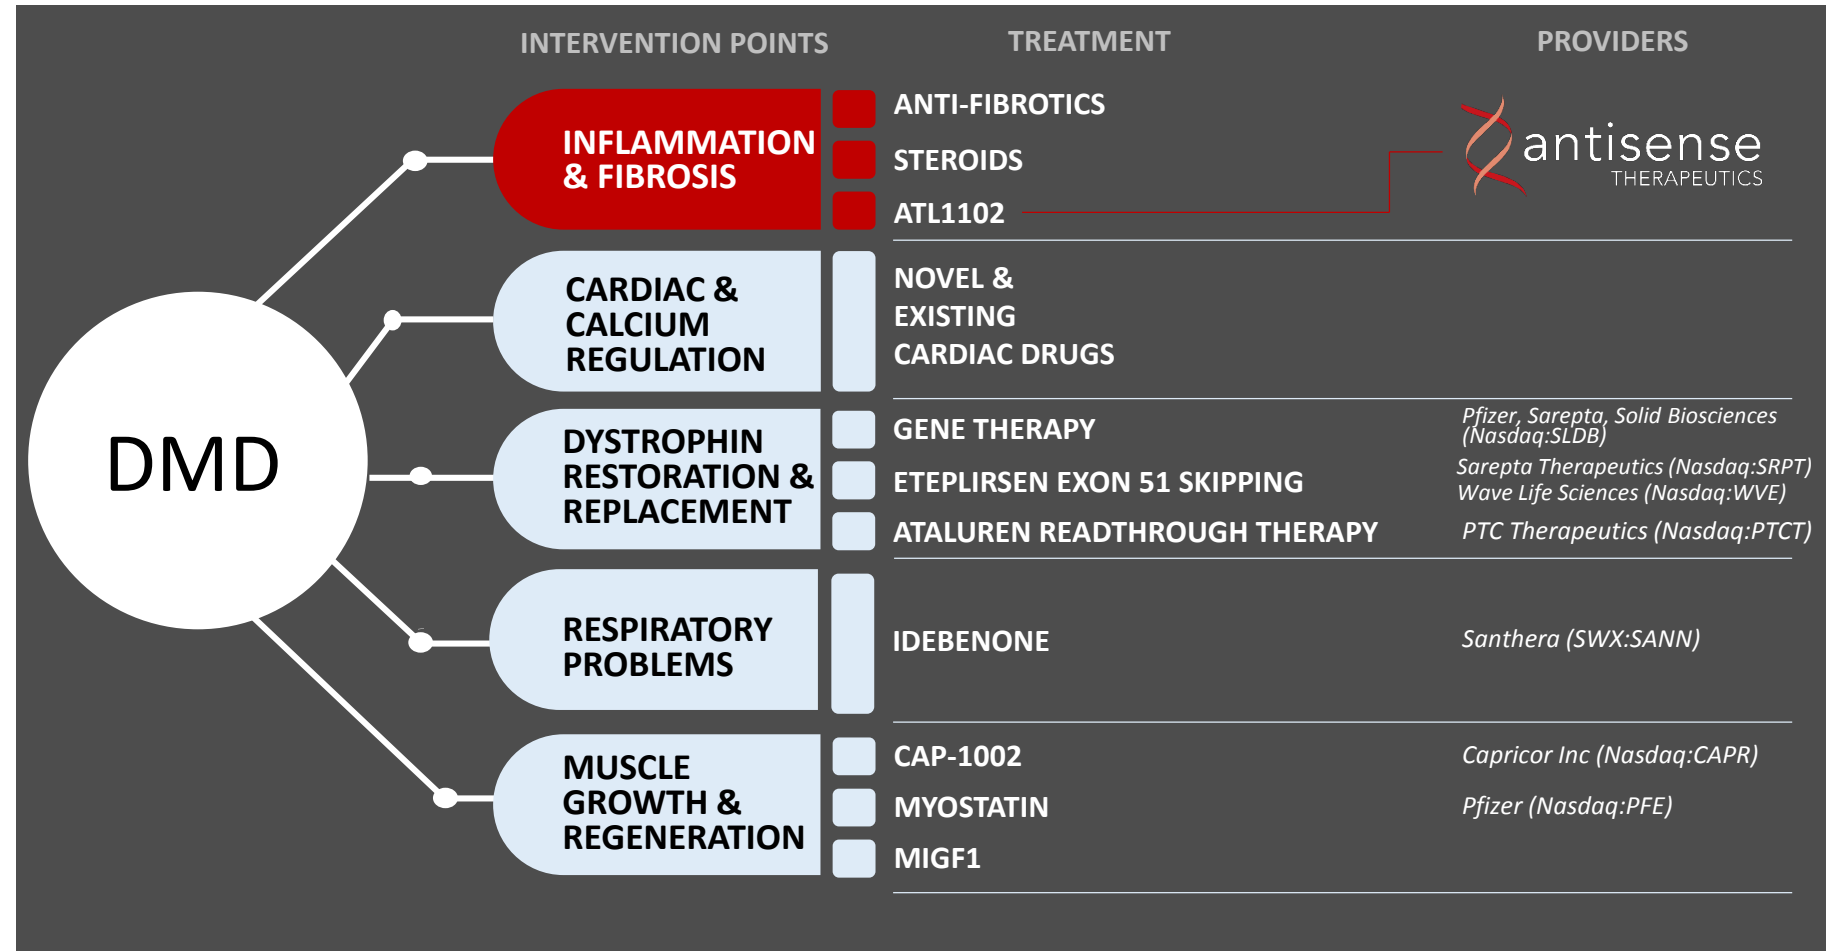 INTERVENTION POINTS
TREATMENT
PROVIDERS
DMD
INFLAMMATION
& FIBROSIS
ANTI-FIBROTICS
STEROIDS
ATL1102
antisense
THERAPEUTICS
CARDIAC &
CALCIUM
REGULATION
NOVEL &
EXISTING
CARDIAC DRUGS
DYSTROPHIN
RESTORATION &
REPLACEMENT
GENE THERAPY
Pfizer, Sarepta, Solid Biosciences
(Nasdaq:SLDB)
ETEPLIRSEN EXON 51 SKIPPING
Sarepta Therapeutics (Nasdaq:SRPT)
Wave Life Sciences (Nasdaq:WVE)
ATALUREN READTHROUGH THERAPY
PTC Therapeutics (Nasdaq:PTCT)
RESPIRATORY
PROBLEMS
IDEBENONE
Santhera (SWX:SANN)
MUSCLE
GROWTH &
REGENERATION
CAP-1002
Capricor Inc (Nasdaq:CAPR)
MYOSTATIN
Pfizer (Nasdaq:PFE)
MIGF1